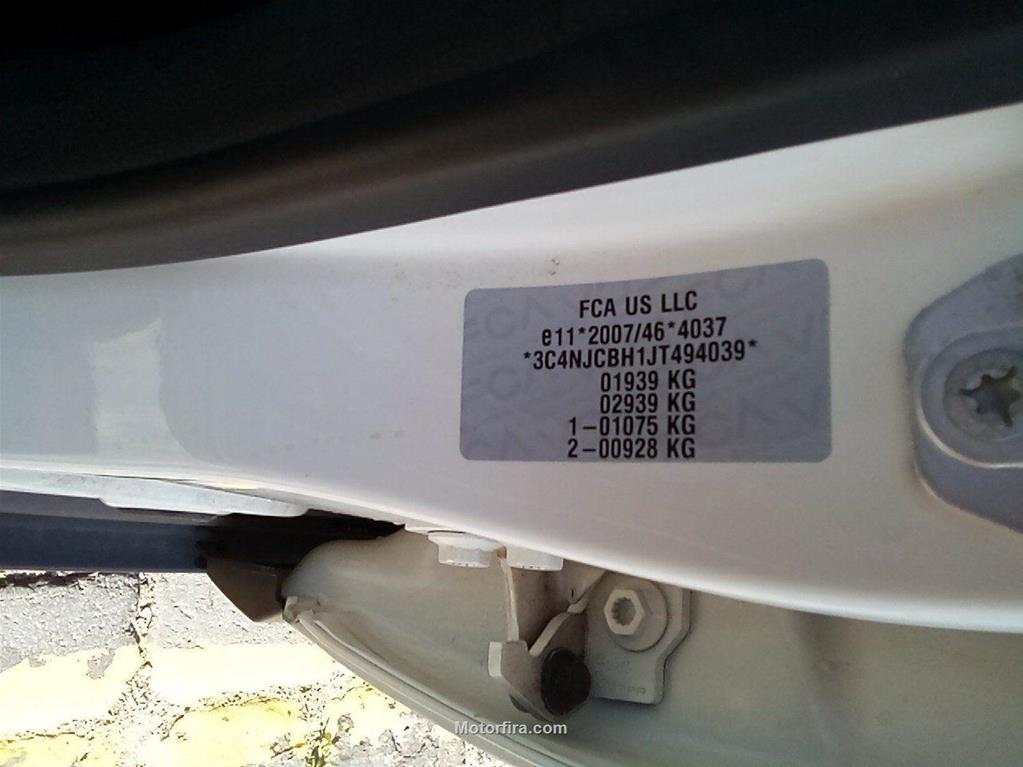 FCA US LLC
e11*2007/46*4037
*3C4NJCBH1JT494039*
01939 KG
02939 KG
1-01075 KG
2-00928 KG
Motorfira.com